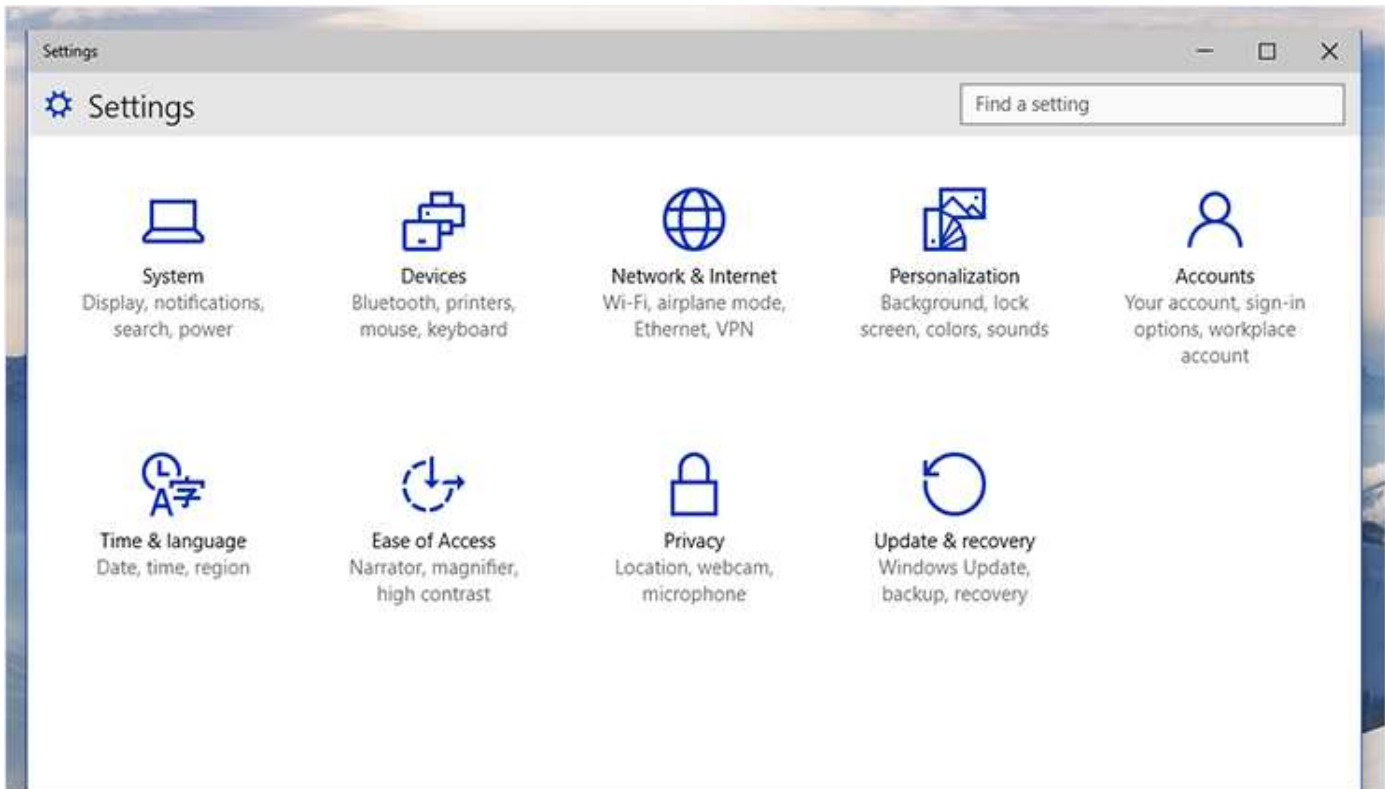 Settings
Settings
Find a setting
System
Display, notifications,
search, power
Devices
Bluetooth, printers,
mouse, keyboard
Network & Internet
Wi-Fi, airplane mode,
Ethernet, VPN
Personalization
Background, lock
screen, colors, sounds
Accounts
Your account, sign-in
options, workplace
account
Time & language
Date, time, region
Ease of Access
Narrator, magnifier,
high contrast
Privacy
Location, webcam,
microphone
Update & recovery
Windows Update,
backup, recovery